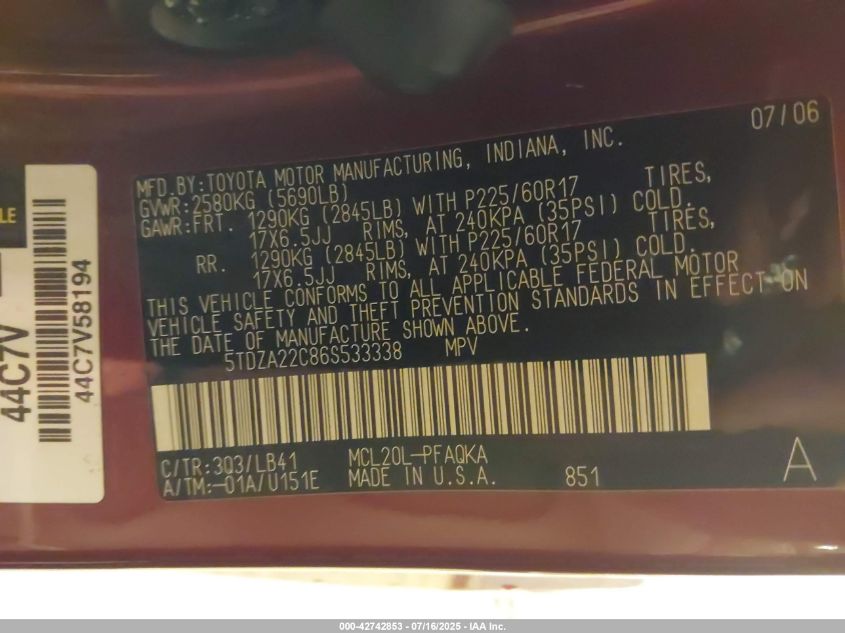 07/06
MFD.BY:TOYOTA MOTOR MANUFACTURING, INDIANA, INC.
GVWR:2580KG (5690LB)
GAWR:FRT. 1290KG (2845LB) WITH P225/60R17 TIRES,
17X6.5JJ RIMS, AT 240KPA (35PSI) COLD.
RR. 1290KG (2845LB) WITH P225/60R17 TIRES,
17X6.5JJ RIMS, AT 240KPA (35PSI) COLD.
THIS VEHICLE CONFORMS TO ALL APPLICABLE FEDERAL MOTOR
VEHICLE SAFETY AND THEFT PREVENTION STANDARDS IN EFFECT ON
THE DATE OF MANUFACTURE SHOWN ABOVE.
5TDZA22C86S533338 MPV
C/TR:3Q3/LB41 MCL20L-PFAQKA
A/TM:-01A/U151E MADE IN U.S.A. 851 A
44C7V
44C7V58194
000-42742853 - 07/16/2025 - IAA Inc.